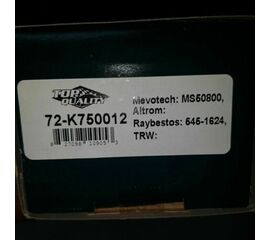 TOP
QUALITY
72-K750012
Mevotech: MS50800,
Altrom:
Raybestos: 545-1624,
TRW: